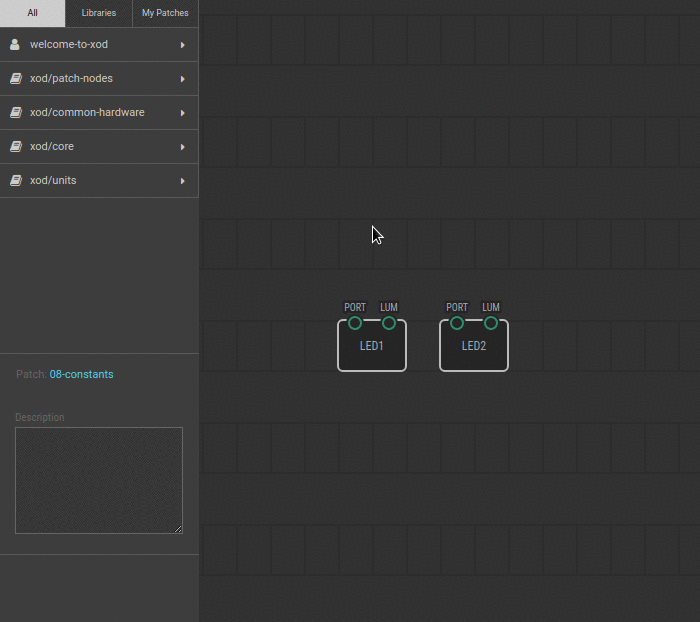 All Libraries My Patches
welcome-to-xod
xod/patch-nodes
xod/common-hardware
xod/core
xod/units
Patch: 08-constants
Description
PORT LUM PORT LUM
LED1 LED2